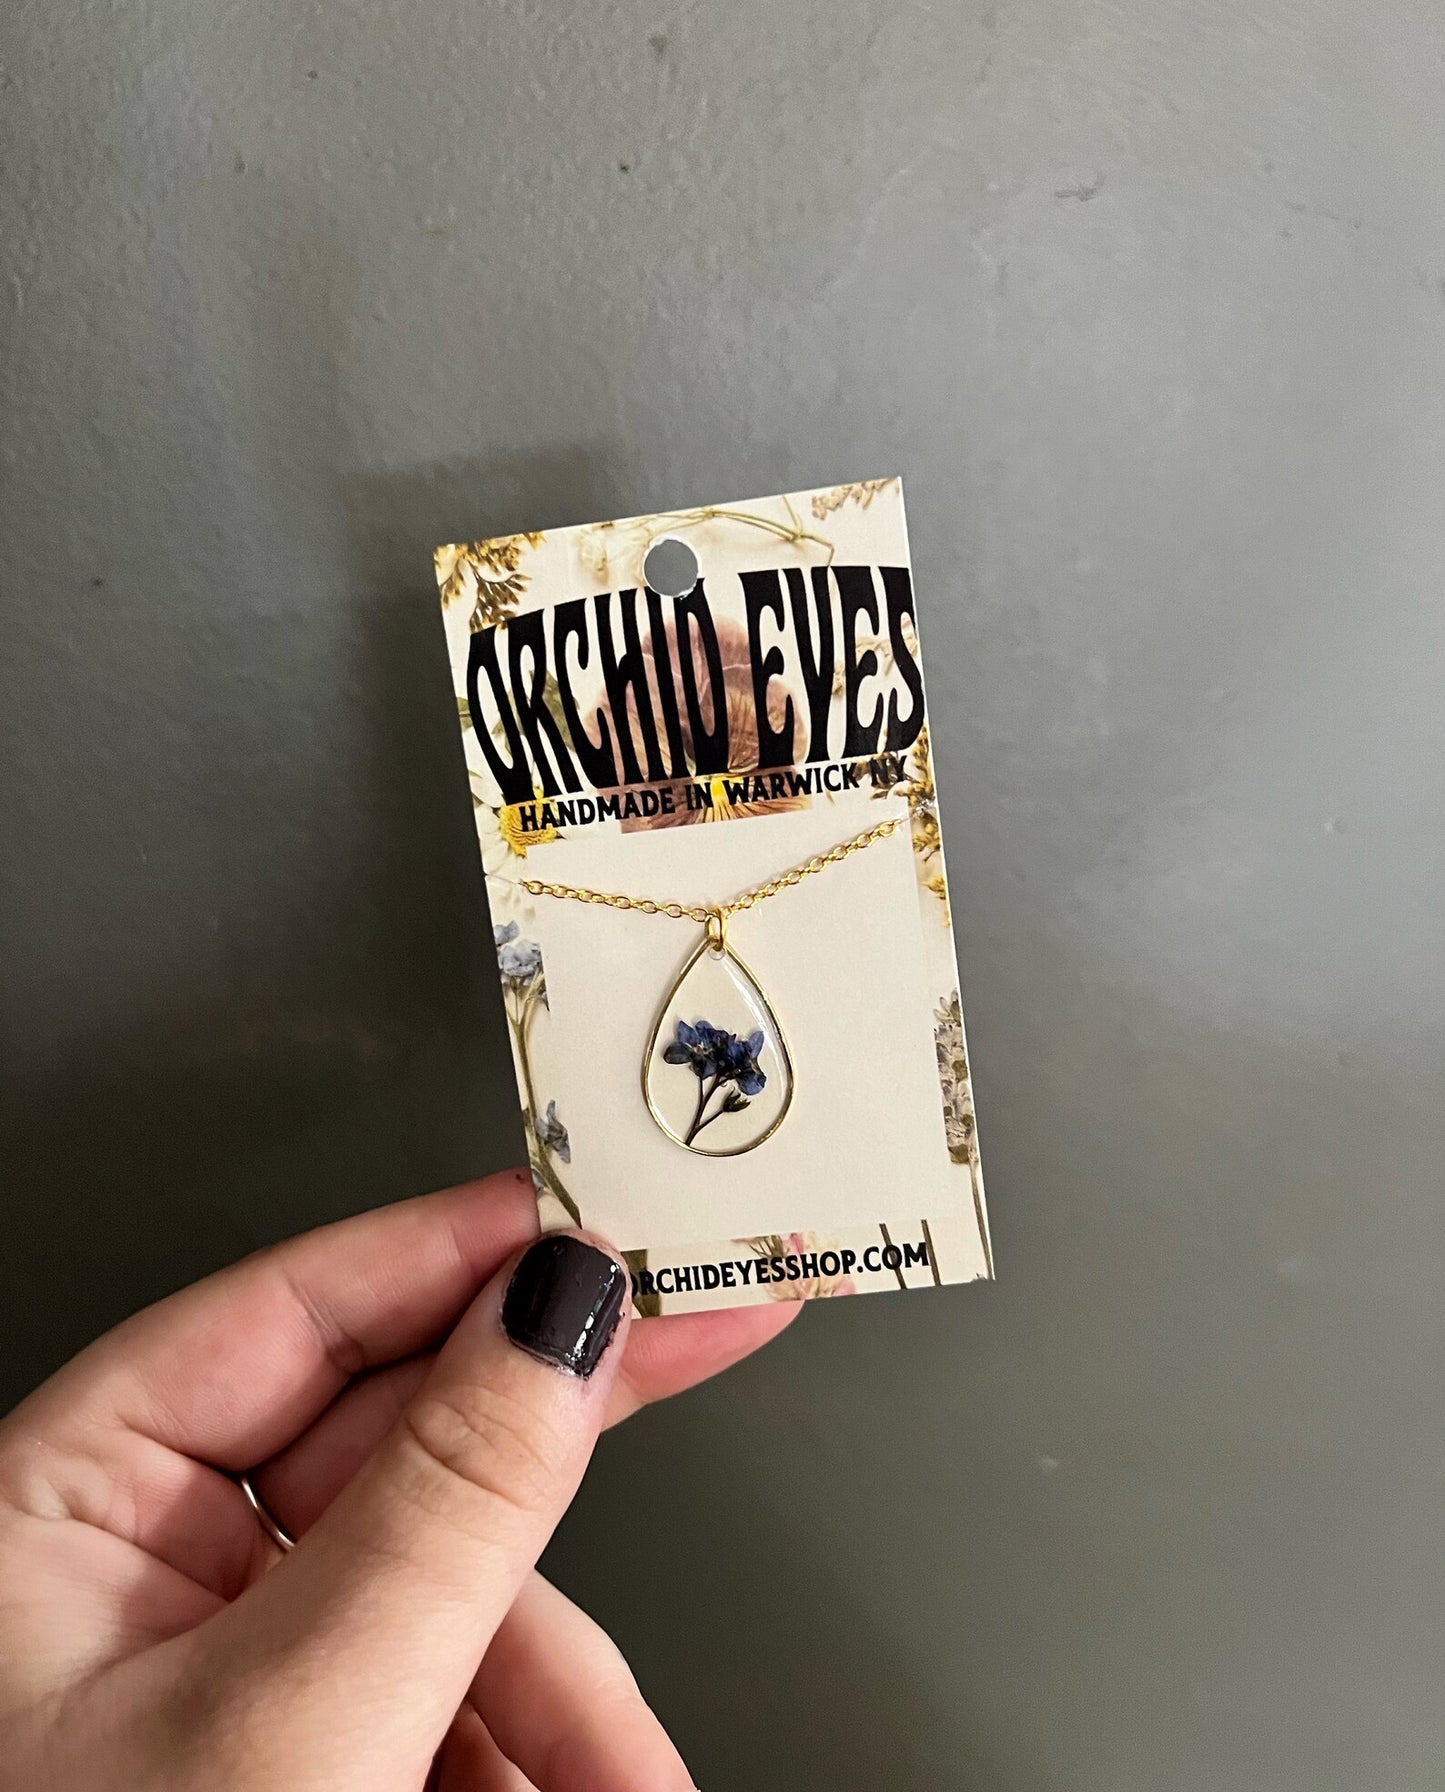 ORCHID EYES
HANDMADE IN WARWICK NY
ORCHIDEYESSHOP.COM